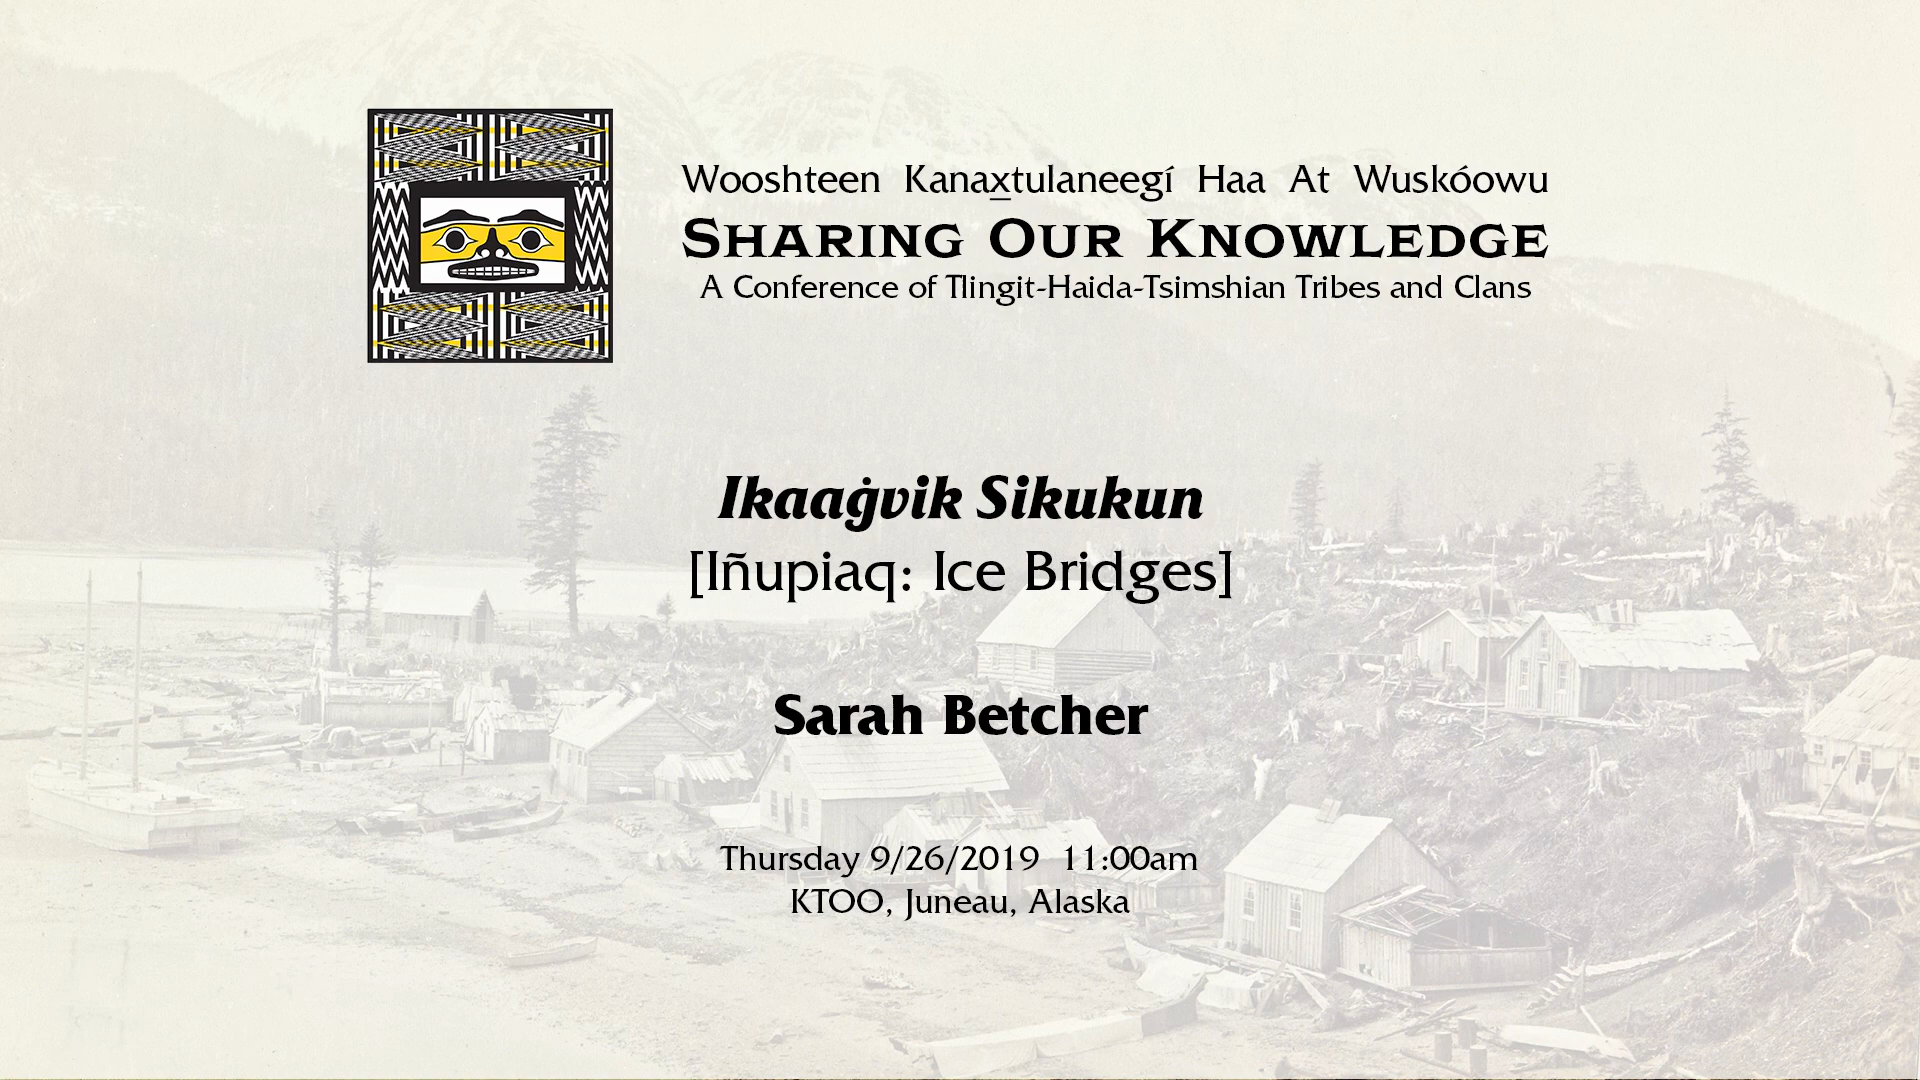 Wooshteen Kanax̱tulaneegí Haa At Wuskóowu
Sharing Our Knowledge
A Conference of Tlingit-Haida-Tsimshian Tribes and Clans
Ikaaġvik Sikukun
[Iñupiaq: Ice Bridges]
Sarah Betcher
Thursday 9/26/2019 11:00am
KTOO, Juneau, Alaska